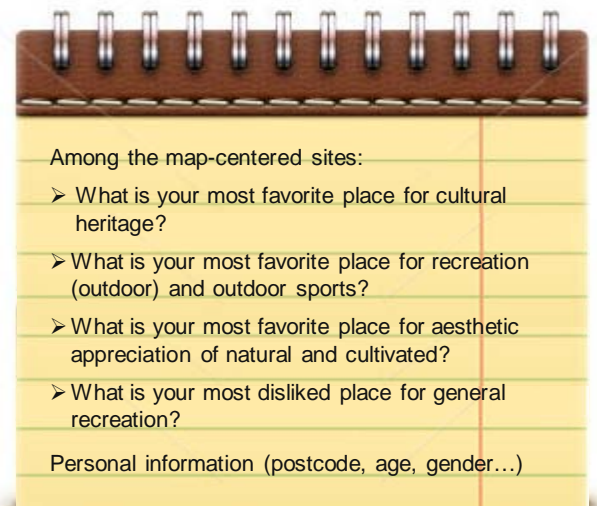 Among the map-centered sites:
➢ What is your most favorite place for cultural
heritage?
➢ What is your most favorite place for recreation
(outdoor) and outdoor sports?
➢ What is your most favorite place for aesthetic
appreciation of natural and cultivated?
➢ What is your most disliked place for general
recreation?
Personal information (postcode, age, gender…)